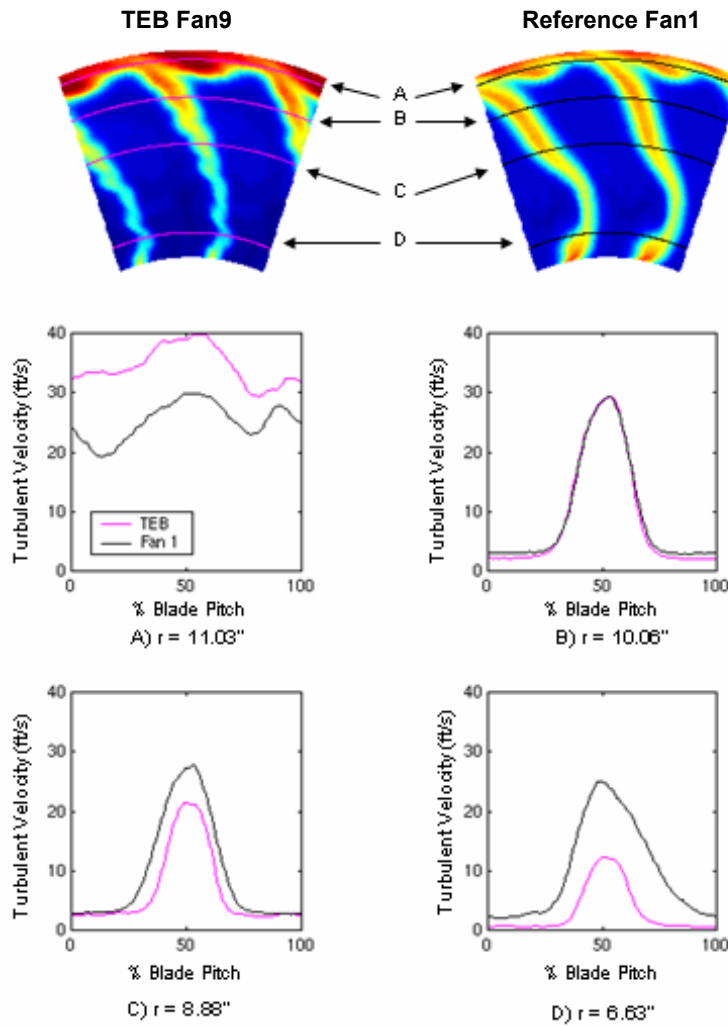 TEB Fan9
Reference Fan1
A
B
C
D
Turbulent Velocity (ft/s)
40
30
20
10
0
TEB
Fan 1
0
50
100
% Blade Pitch
A) r = 11.03"
Turbulent Velocity (ft/s)
40
30
20
10
0
0
50
100
% Blade Pitch
B) r = 10.06"
Turbulent Velocity (ft/s)
40
30
20
10
0
0
50
100
% Blade Pitch
C) r = 8.88"
Turbulent Velocity (ft/s)
40
30
20
10
0
0
50
100
% Blade Pitch
D) r = 6.63"